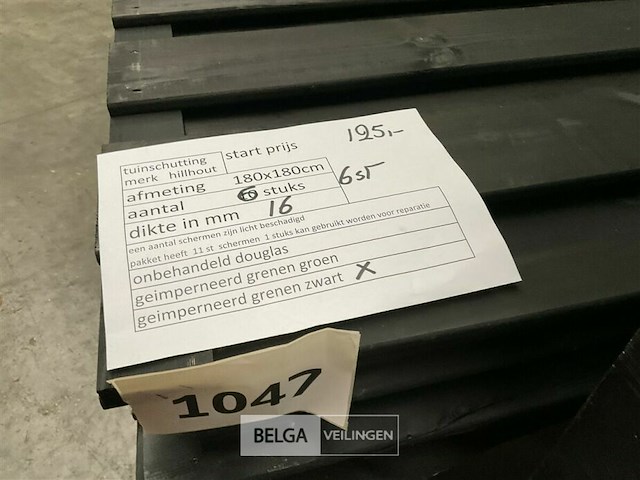 tuinschutting start prijs 195,-
merk hillhout
afmeting 180x180cm
aantal 6 stuks 6st
dikte in mm 16
een aantal schermen zijn licht beschadigd
pakket heeft 11 st schermen 1 stuks kan gebruikt worden voor reparatie
onbehandeld douglas
geimperneerd grenen groen
geimperneerd grenen zwart X
1047
BELGA VEILINGEN